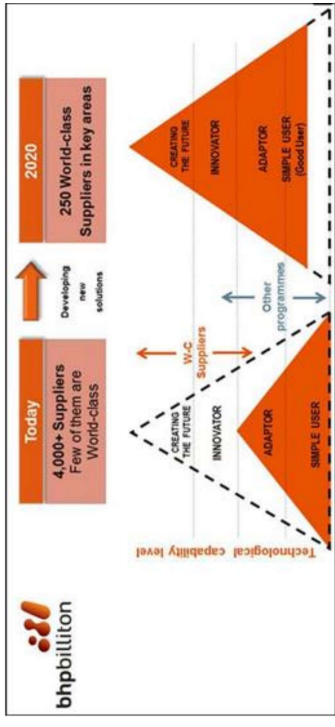 bhpbilliton
Today
4,000+ Suppliers
Few of them are
World-class
Developing
new
solutions
2020
250 World-class
Suppliers in key areas
Technological
capability level
CREATING
THE FUTURE
INNOVATOR
ADAPTOR
SIMPLE USER
W-C
Suppliers
Other
programmes
CREATING
THE FUTURE
INNOVATOR
ADAPTOR
SIMPLE USER
(Good User)